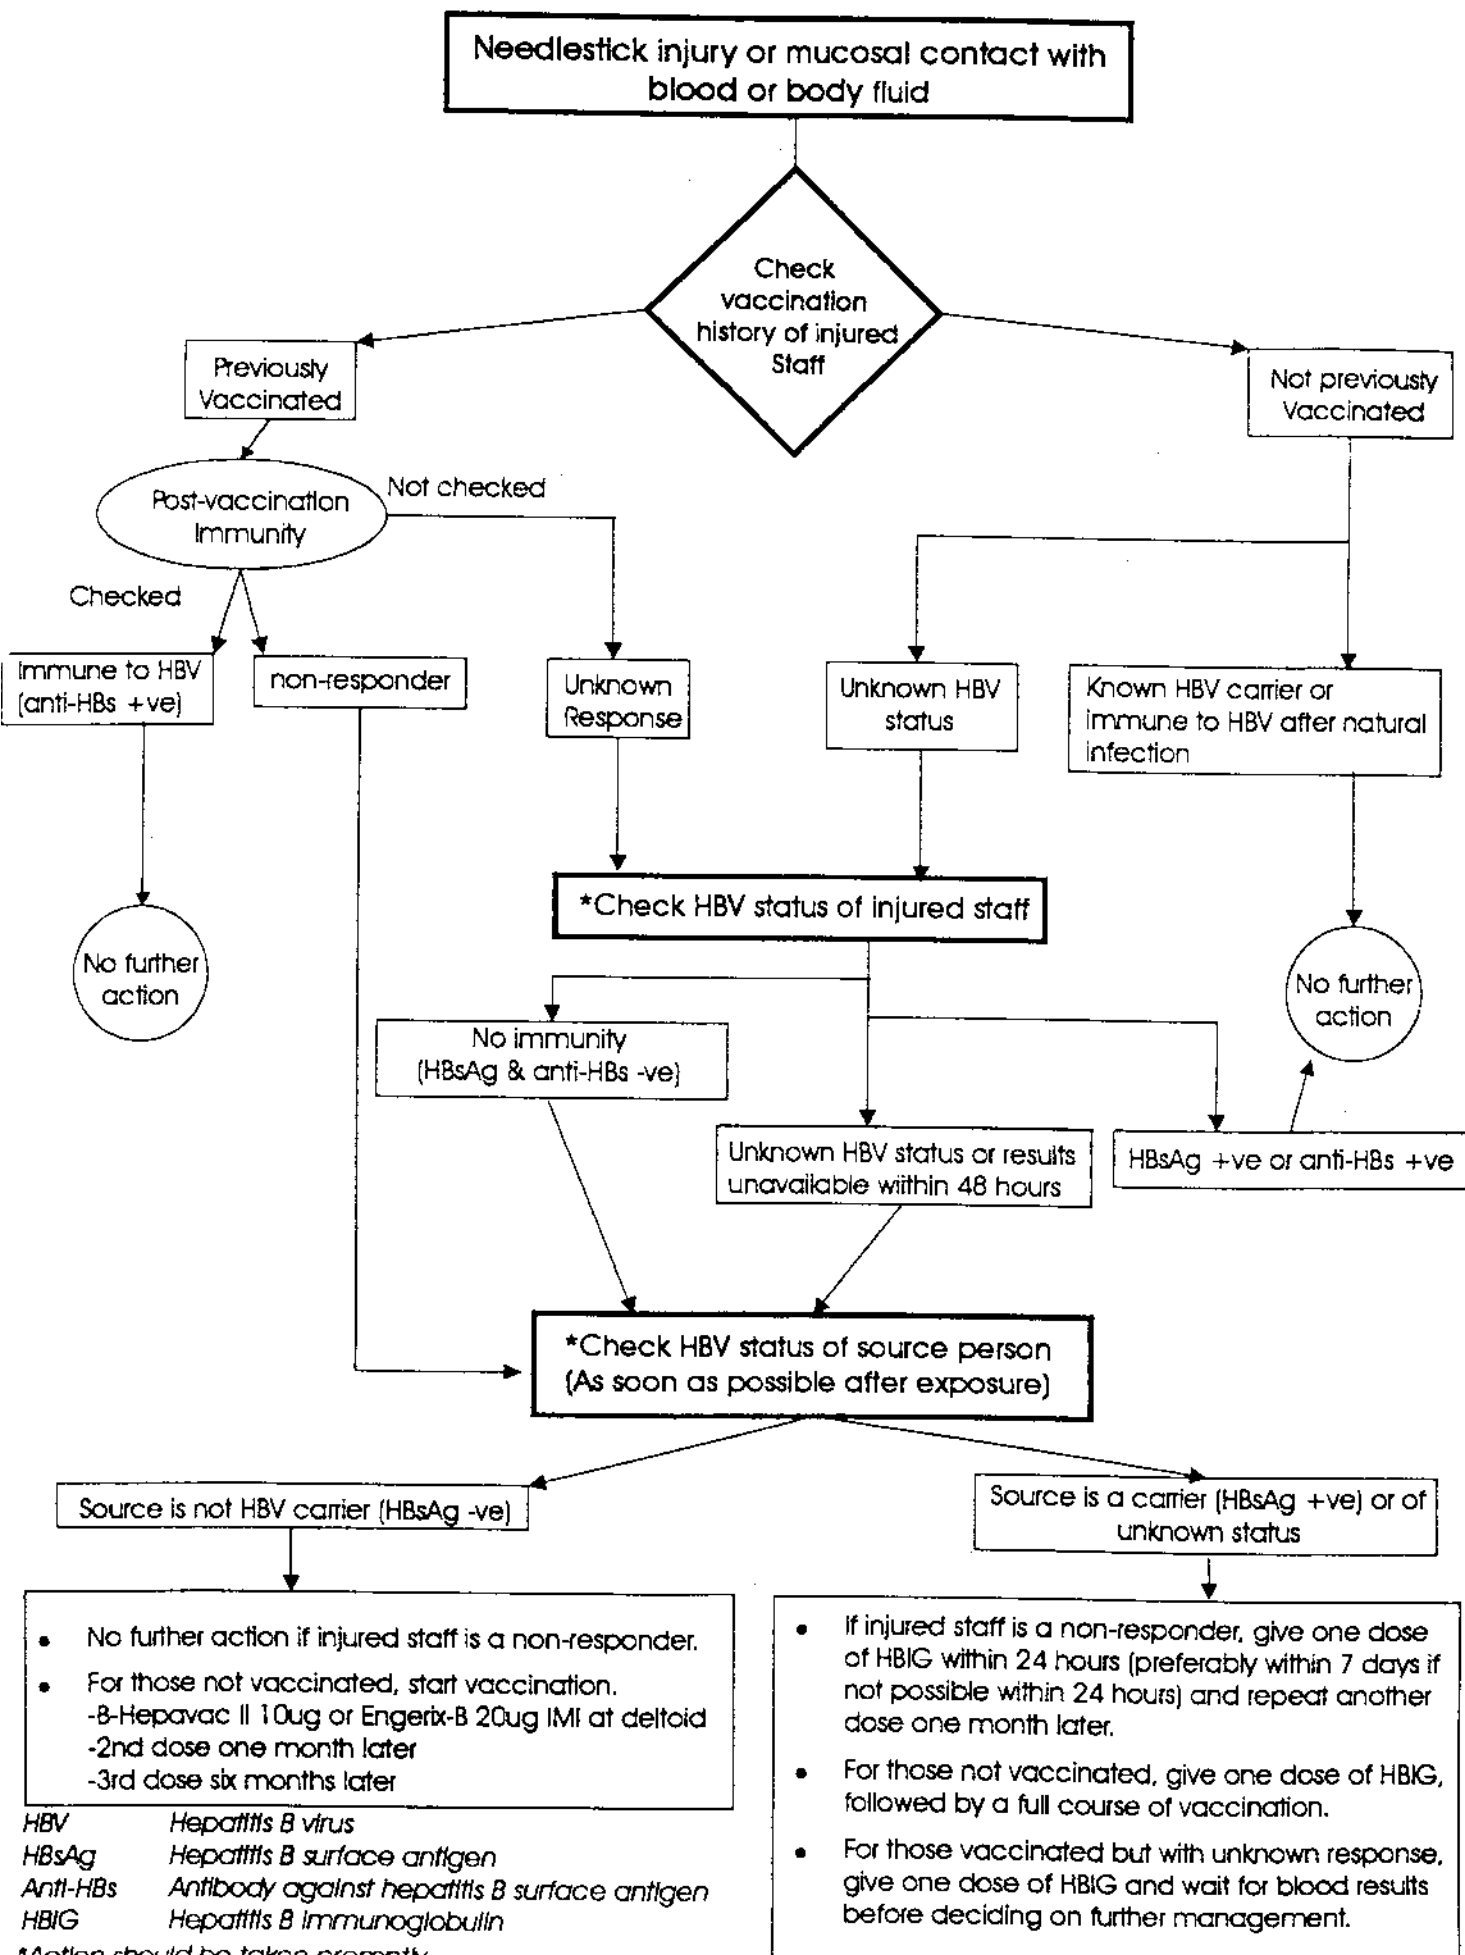 Needlestick injury or mucosal contact with
blood or body fluid
Check
vaccination
history of injured
Staff
Previously
Vaccinated
Not previously
Vaccinated
Post-vaccination
Immunity
Not checked
Checked
Immune to HBV
(anti-HBs +ve)
non-responder
Unknown
Response
Unknown HBV
status
Known HBV carrier or
immune to HBV after natural
infection
*Check HBV status of injured staff
No further
action
No further
action
No immunity
(HBsAg & anti-HBs -ve)
Unknown HBV status or results
unavailable wiithin 48 hours
HBsAg +ve or anti-HBs +ve
*Check HBV status of source person
(As soon as possible after exposure)
Source is not HBV carrier (HBsAg -ve)
Source is a carrier (HBsAg +ve) or of
unknown status
• No further action if injured staff is a non-responder.
• For those not vaccinated, start vaccination.
-B-Hepavac II 10ug or Engerix-B 20ug IMI at deltoid
-2nd dose one month later
-3rd dose six months later
• If injured staff is a non-responder, give one dose
of HBIG within 24 hours (preferably within 7 days if
not possible within 24 hours) and repeat another
dose one month later.
• For those not vaccinated, give one dose of HBIG,
followed by a full course of vaccination.
• For those vaccinated but with unknown response,
give one dose of HBIG and wait for blood results
before deciding on further management.
HBV Hepatitis B virus
HBsAg Hepatitis B surface antigen
Anti-HBs Antibody against hepatitis B surface antigen
HBIG Hepatitis B immunoglobulin
*Action should be taken promptly